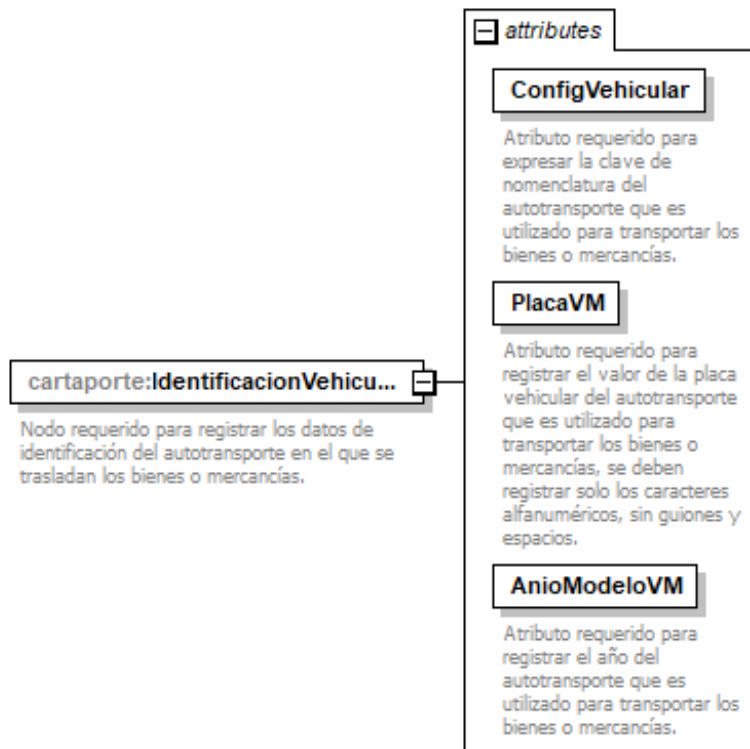 attributes
ConfigVehicular
Atributo requerido para
expresar la clave de
nomenclatura del
autotransporte que es
utilizado para transportar los
bienes o mercancías.
PlacaVM
Atributo requerido para
registrar el valor de la placa
vehicular del autotransporte
que es utilizado para
transportar los bienes o
mercancías, se deben
registrar solo los caracteres
alfanuméricos, sin guiones y
espacios.
cartaporte:IdentificacionVehicu...
Nodo requerido para registrar los datos de
identificación del autotransporte en el que se
trasladan los bienes o mercancías.
AnioModeloVM
Atributo requerido para
registrar el año del
autotransporte que es
utilizado para transportar los
bienes o mercancías.